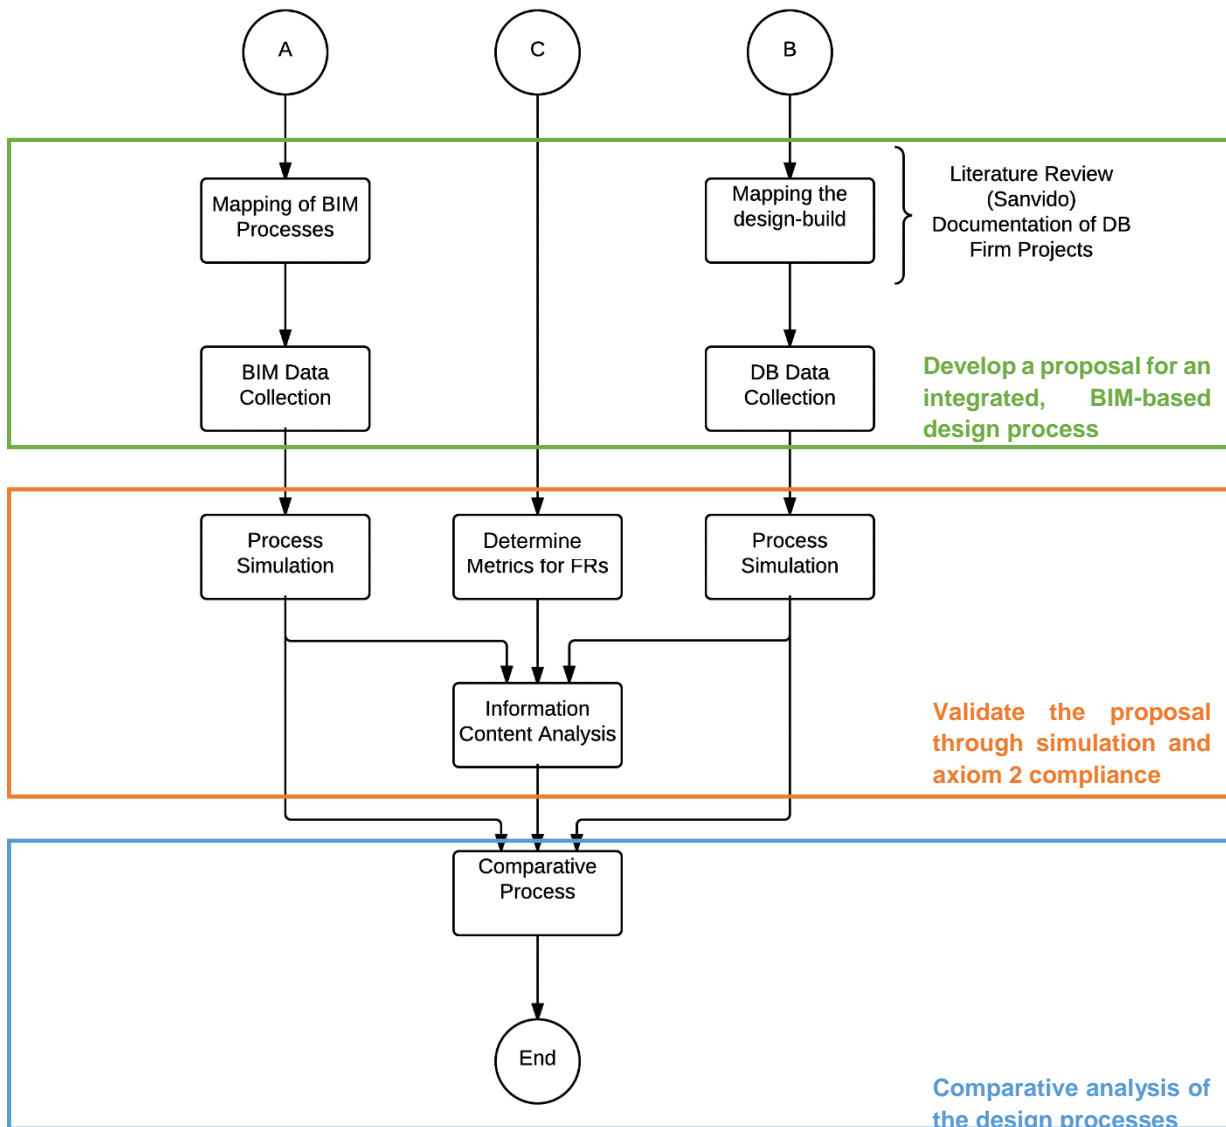 A
C
B
Mapping of BIM
Processes
Mapping the
design-build
Literature Review
(Sanvido)
Documentation of DB
Firm Projects
BIM Data
Collection
DB Data
Collection
Develop a proposal for an
integrated, BIM-based
design process
Process
Simulation
Determine
Metrics for FRs
Process
Simulation
Information
Content Analysis
Validate the proposal
through simulation and
axiom 2 compliance
Comparative
Process
End
Comparative analysis of
the design processes